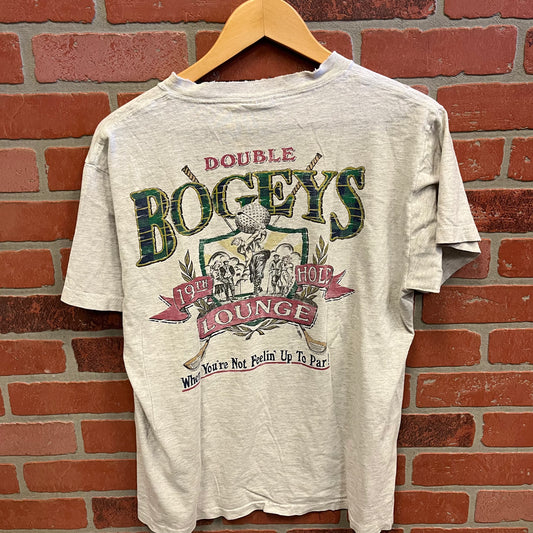 DOUBLE
BOGEYS
19TH HOLE
LOUNGE
When You're Not Feelin' Up To Par